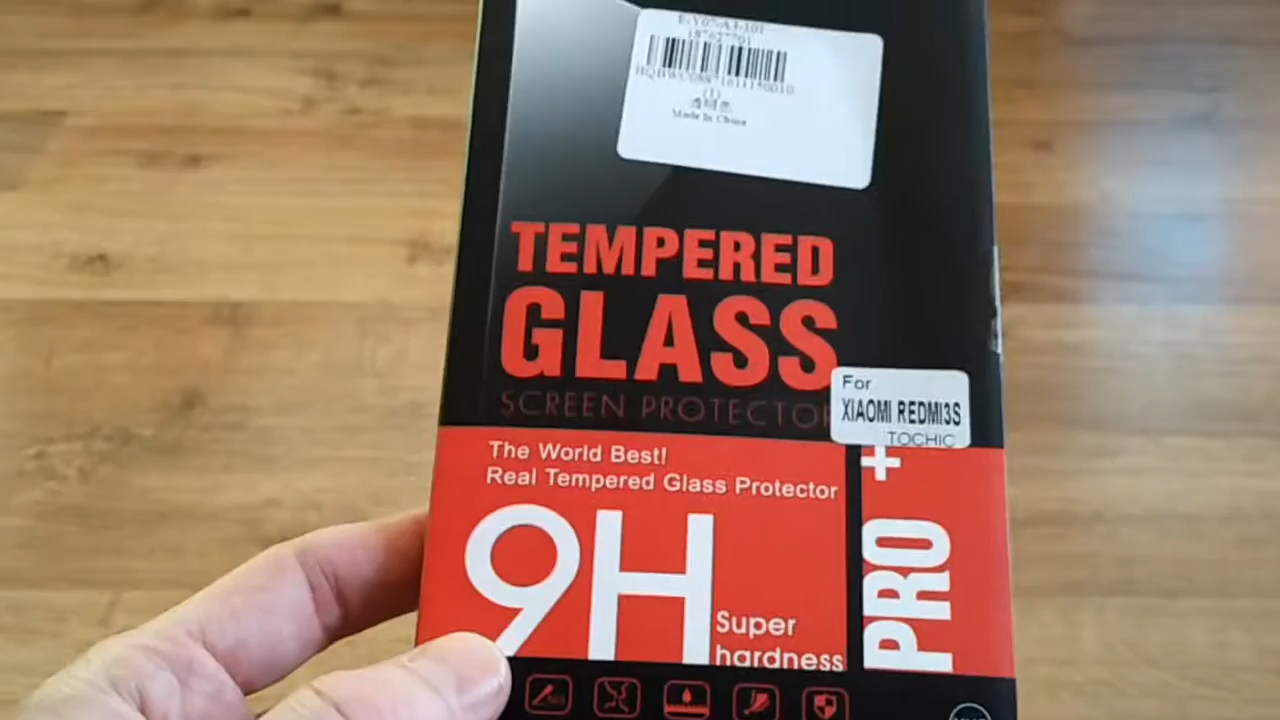 Made In China
TEMPERED
GLASS
SCREEN PROTECTOR
For
XIAOMI REDMI3S
TOCHIC
The World Best!
Real Tempered Glass Protector
9H
Super
hardness
PRO +